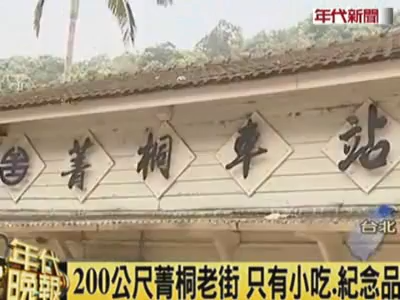 年代新聞
菁桐車站
台北
年代
晚報
200公尺菁桐老街 只有小吃.紀念品